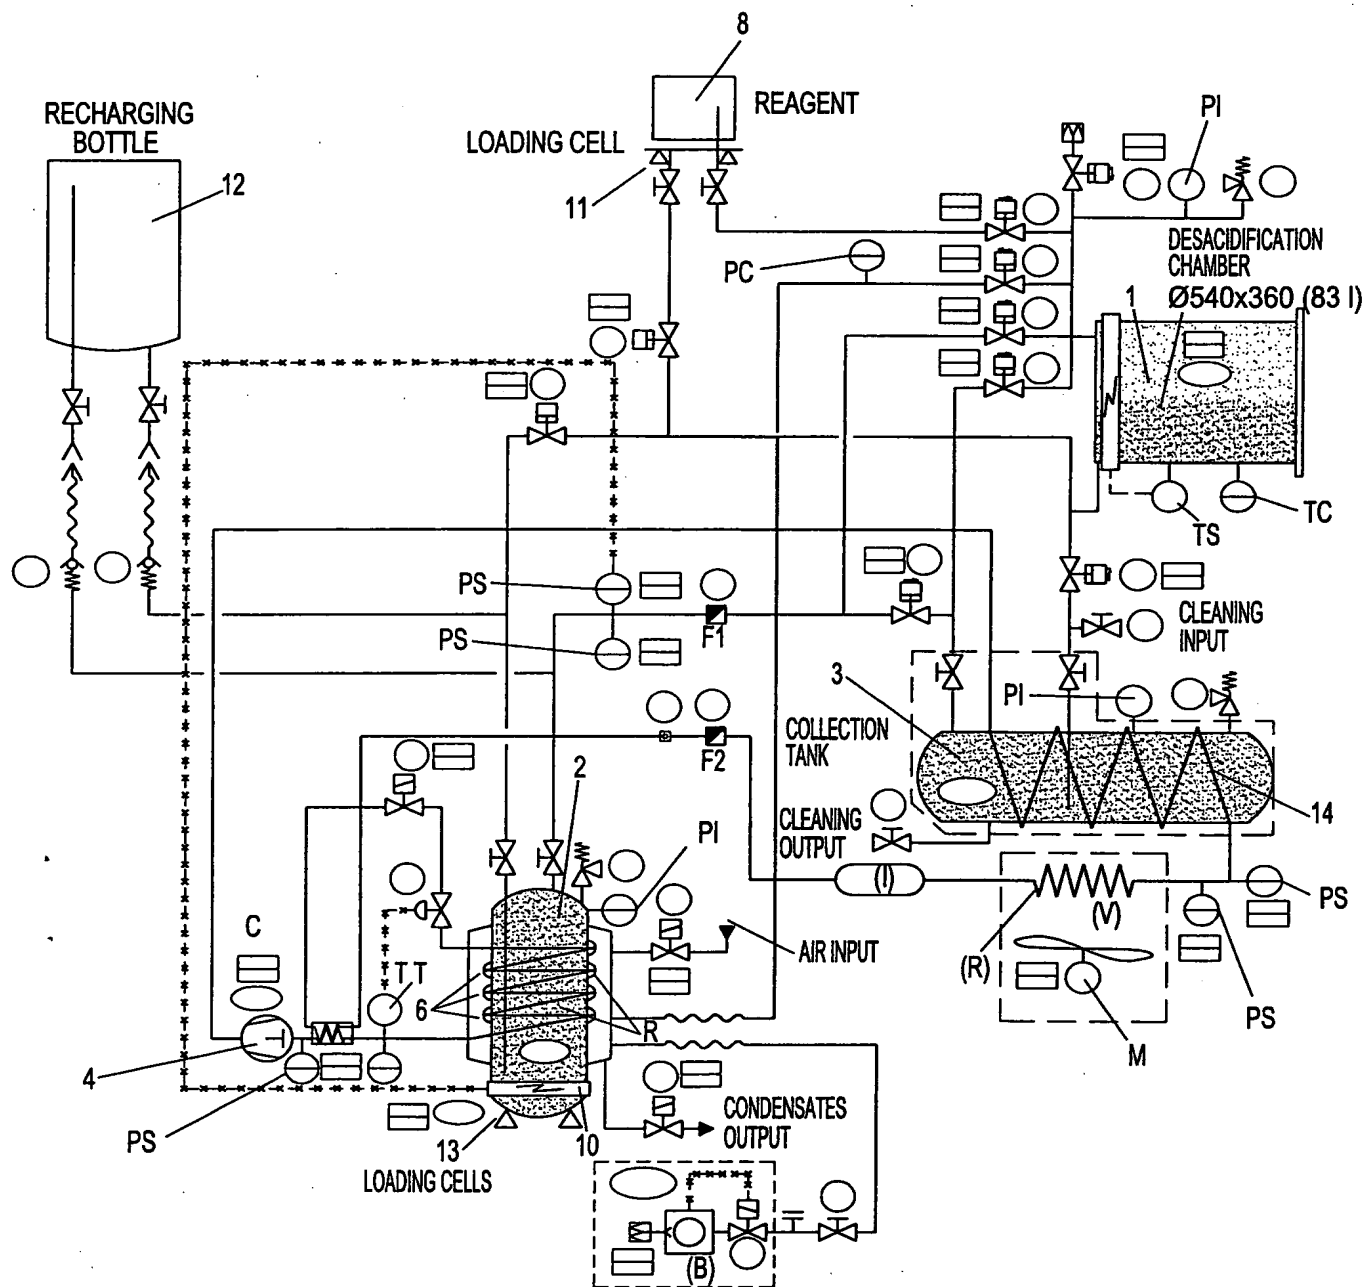 8
REAGENT
RECHARGING
BOTTLE
12
LOADING CELL
11
PI
PC
DESACIDIFICATION
CHAMBER
1 Ø540x360 (83 l)
TS
TC
PS
PS
F1
CLEANING
INPUT
3
PI
COLLECTION
TANK
F2
2
14
CLEANING
OUTPUT
PI
(I)
(V)
PS
C
AIR INPUT
(R)
TT
6
R
PS
M
4
PS
13
10
CONDENSATES
OUTPUT
LOADING CELLS
(B)